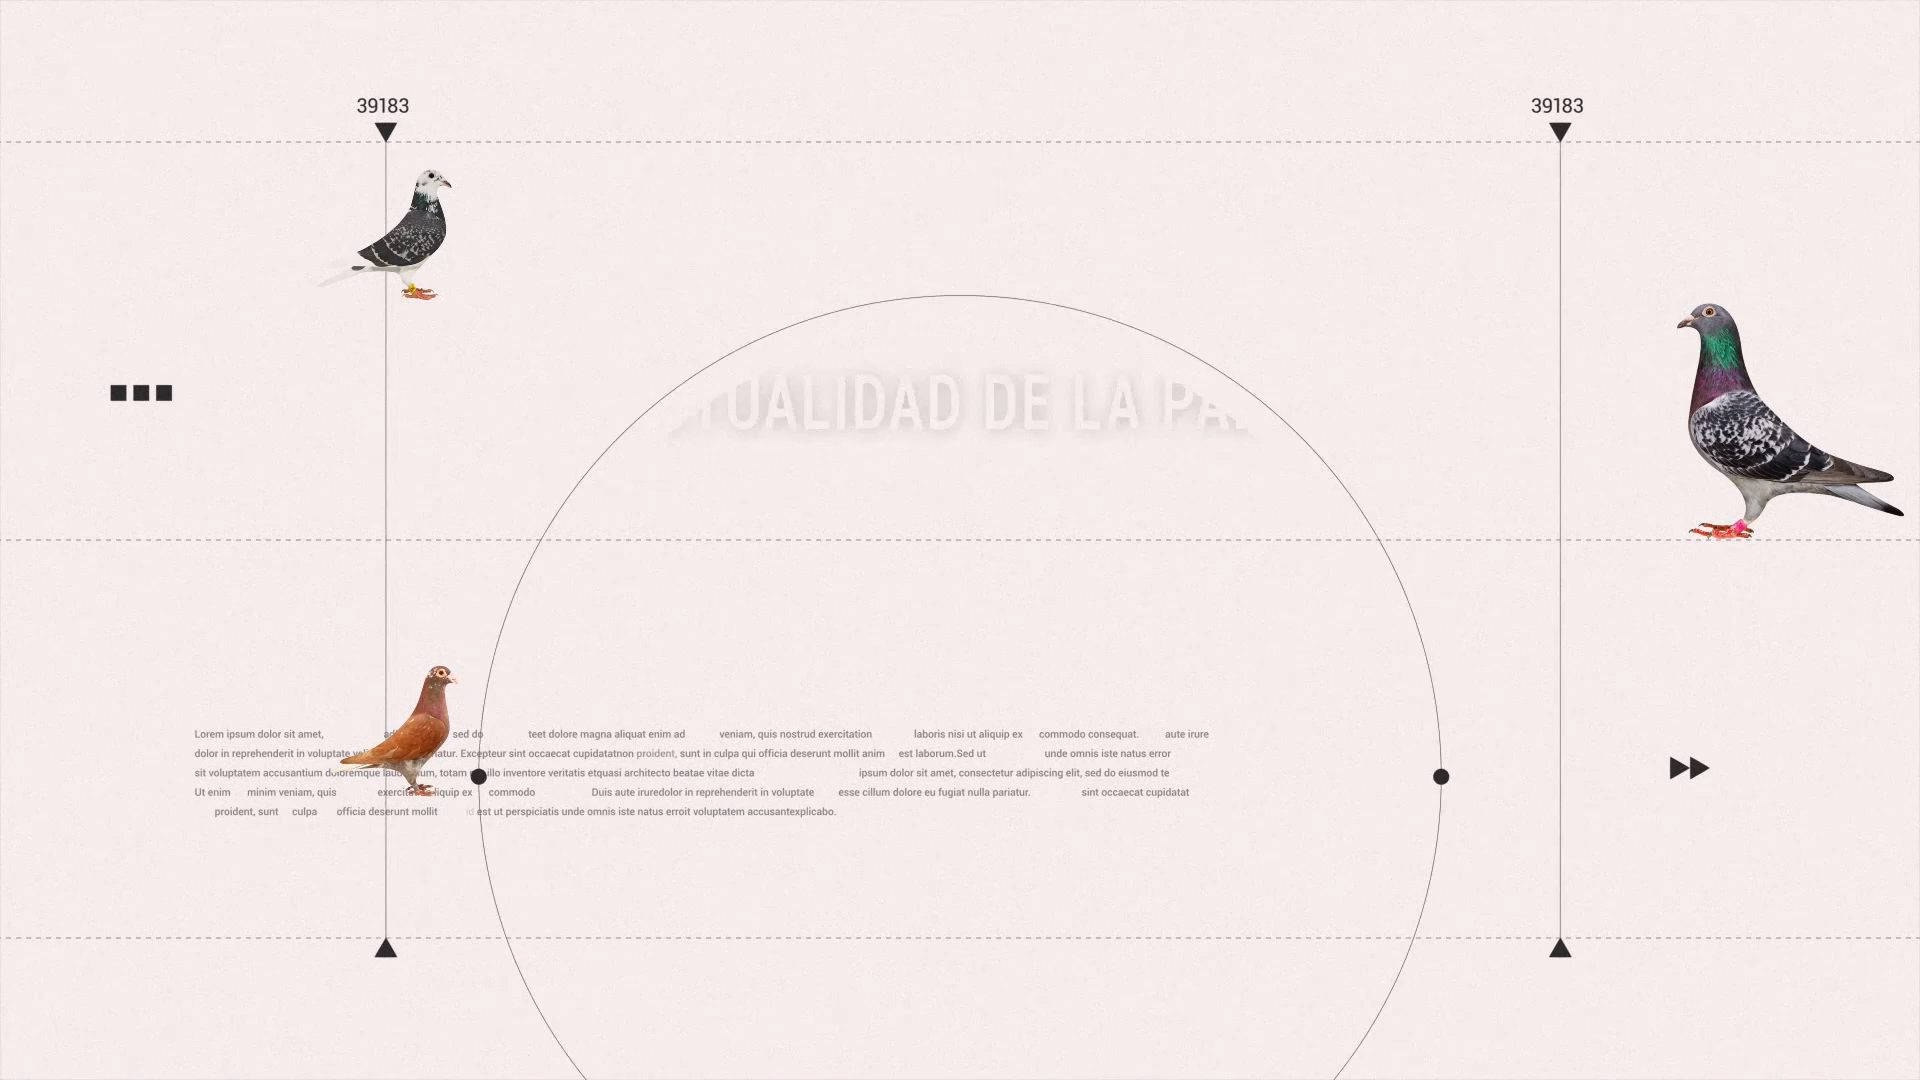 39183
39183
UALIDAD DE LA
Lorem ipsum dolor sit amet, sed do teet dolore magna aliquat enim ad veniam, quis nostrud exercitation laboris nisi ut aliquip ex commodo consequat. aute irure
dolor in reprehenderit in voluptate Excepteur sint occaecat cupidatatnon proident, sunt in culpa qui officia deserunt mollit anim est laborum.Sed ut unde omnis iste natus error
sit voluptatem accusantium doloremque totam inventore veritatis etquasi architecto beatae vitae dicta ipsum dolor sit amet, consectetur adipiscing elit, sed do eiusmod te
Ut enim minim veniam, quis liquip ex commodo Duis aute iruredolor in reprehenderit in voluptate esse cillum dolore eu fugiat nulla pariatur. sint occaecat cupidatat
proident, sunt culpa officia deserunt mollit id est ut perspiciatis unde omnis iste natus erroit voluptatem accusantexplicabo.